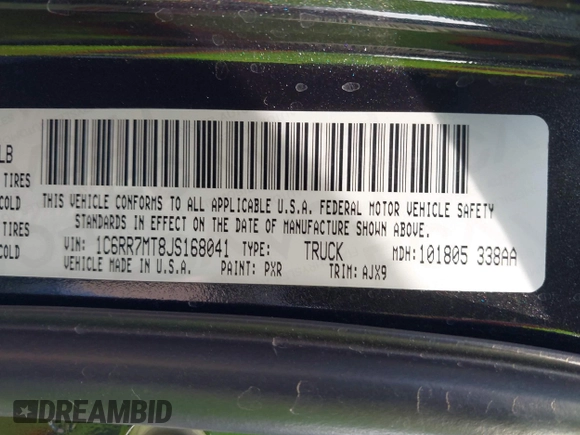 LB
TIRES
COLD
TIRES
COLD
THIS VEHICLE CONFORMS TO ALL APPLICABLE U.S.A. FEDERAL MOTOR VEHICLE SAFETY
STANDARDS IN EFFECT ON THE DATE OF MANUFACTURE SHOWN ABOVE.
VIN: 1C6RR7MT8JS168041 TYPE: TRUCK MDH: 101805 338AA
VEHICLE MADE IN U.S.A. PAINT: PXR TRIM: AJX9
DREAMBID